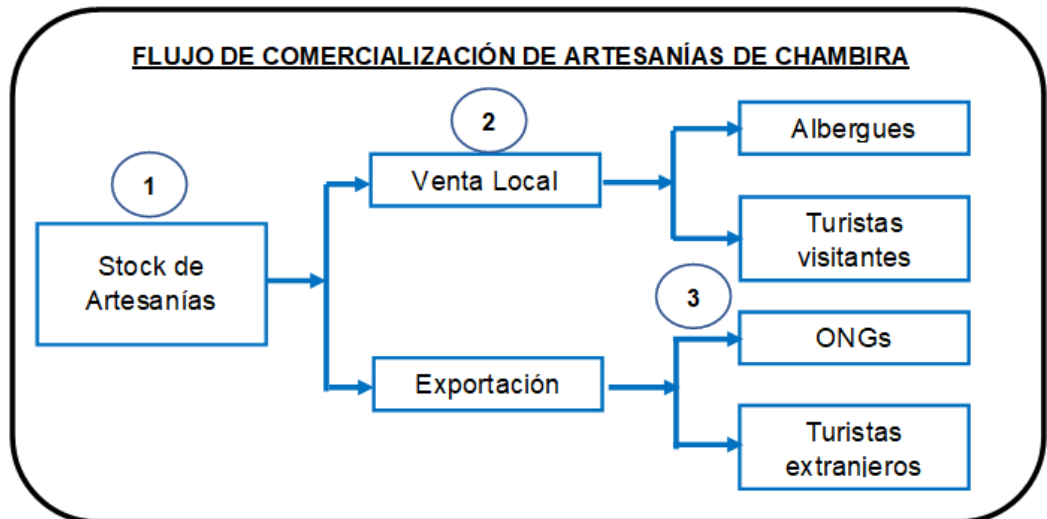 FLUJO DE COMERCIALIZACIÓN DE ARTESANÍAS DE CHAMBIRA
1
Stock de
Artesanías
2
Venta Local
Albergues
Turistas
visitantes
Exportación
3
ONGs
Turistas
extranjeros